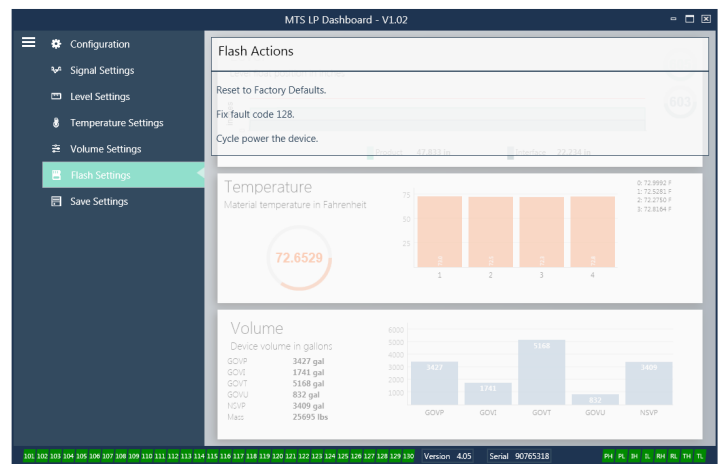 MTS LP Dashboard - V1.02
Configuration
Signal Settings
Level Settings
Temperature Settings
Volume Settings
Flash Settings
Save Settings
Flash Actions
Reset to Factory Defaults.
603
Fix fault code 128.
Cycle power the device.
Product 47.833 in Interface 27.234 in
Temperature
Material temperature in Fahrenheit
72.6529
75
50
25
1 2 3 4
0: 72.9992 F
1: 72.5281 F
2: 72.2750 F
3: 72.8164 F
Volume
Device volume in gallons
GOVP 3427 gal
GOVI 1741 gal
GOVT 5168 gal
GOVU 832 gal
NSVP 3409 gal
Mass 25695 lbs
6000
5000
4000
3000
2000
1000
3427 1741 5168 832 3409
GOVP GOVI GOVT GOVU NSVP
101 102 103 104 105 106 107 108 109 110 111 112 113 114 115 116 117 118 119 120 121 122 123 124 125 126 127 128 129 130 Version 4.05 Serial 90765318 PH PL IH IL RH RL TH TL